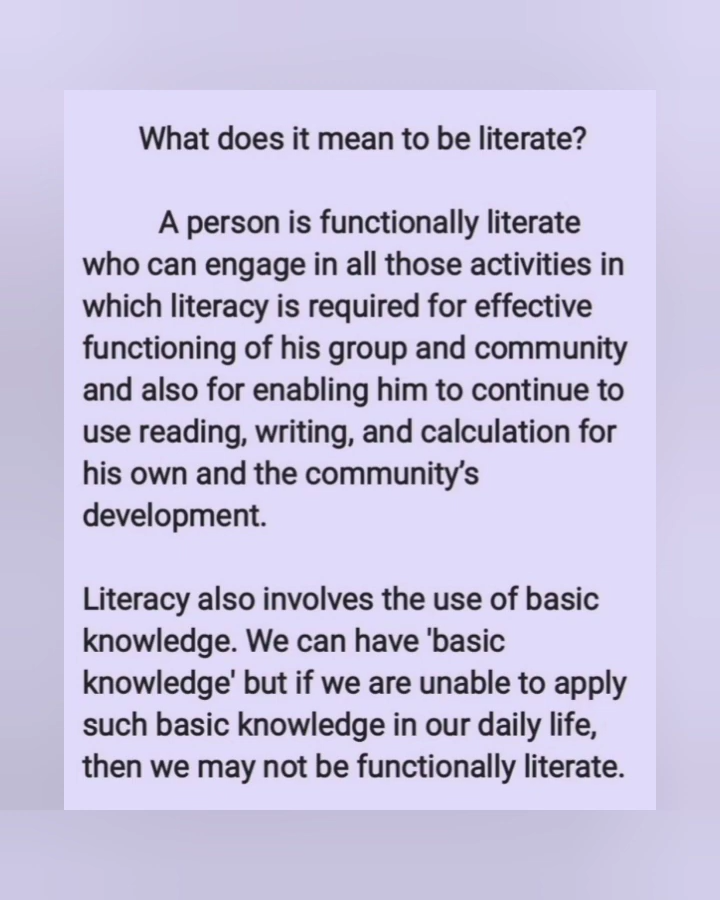 What does it mean to be literate?
A person is functionally literate
who can engage in all those activities in
which literacy is required for effective
functioning of his group and community
and also for enabling him to continue to
use reading, writing, and calculation for
his own and the community's
development.
Literacy also involves the use of basic
knowledge. We can have 'basic
knowledge' but if we are unable to apply
such basic knowledge in our daily life,
then we may not be functionally literate.